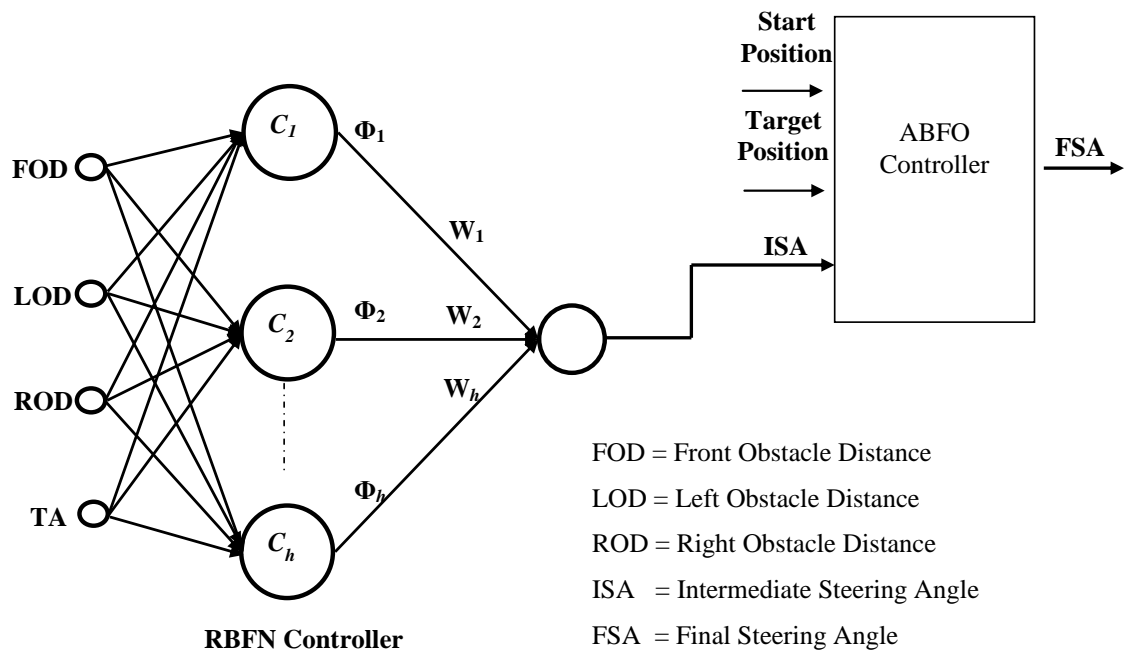 Start
Position
Target
Position
ISA
ABFO
Controller
FSA
FOD
LOD
ROD
TA
C1
C2
Ch
Φ1
Φ2
Φh
W1
W2
Wh
RBFN Controller
FOD = Front Obstacle Distance
LOD = Left Obstacle Distance
ROD = Right Obstacle Distance
ISA = Intermediate Steering Angle
FSA = Final Steering Angle